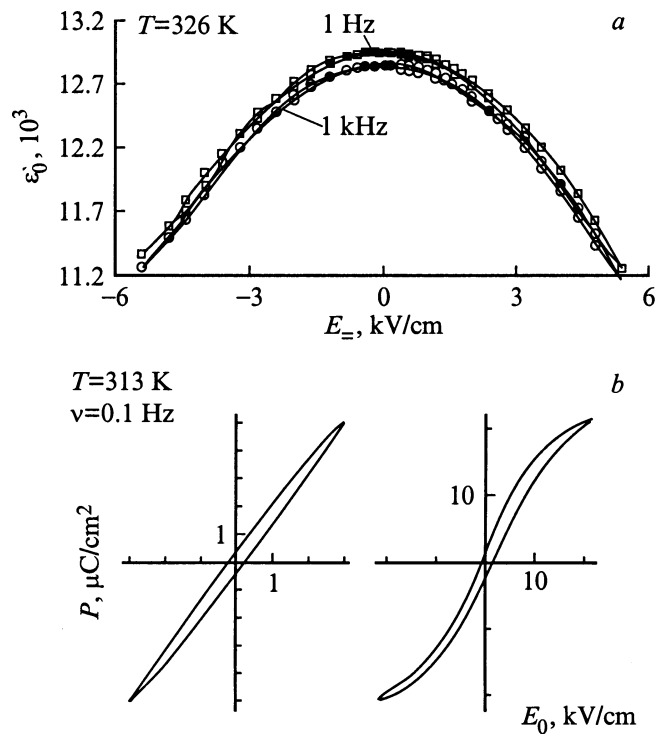 T=326 K
1 Hz
a
1 kHz
ε'₀, 10³
13.2
12.7
12.2
11.7
11.2
−6
−3
0
3
6
E₌, kV/cm
T=313 K
ν=0.1 Hz
b
P, μC/cm²
1
1
10
10
E₀, kV/cm